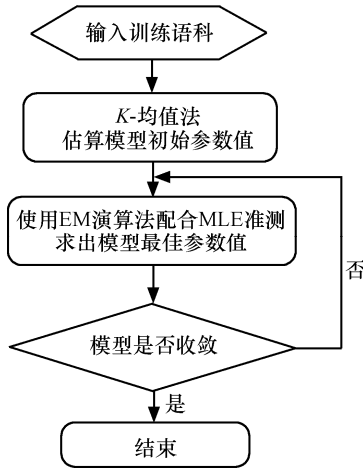 输入训练语科
K-均值法
估算模型初始参数值
使用EM演算法配合MLE准测
求出模型最佳参数值
否
模型是否收敛
是
结束